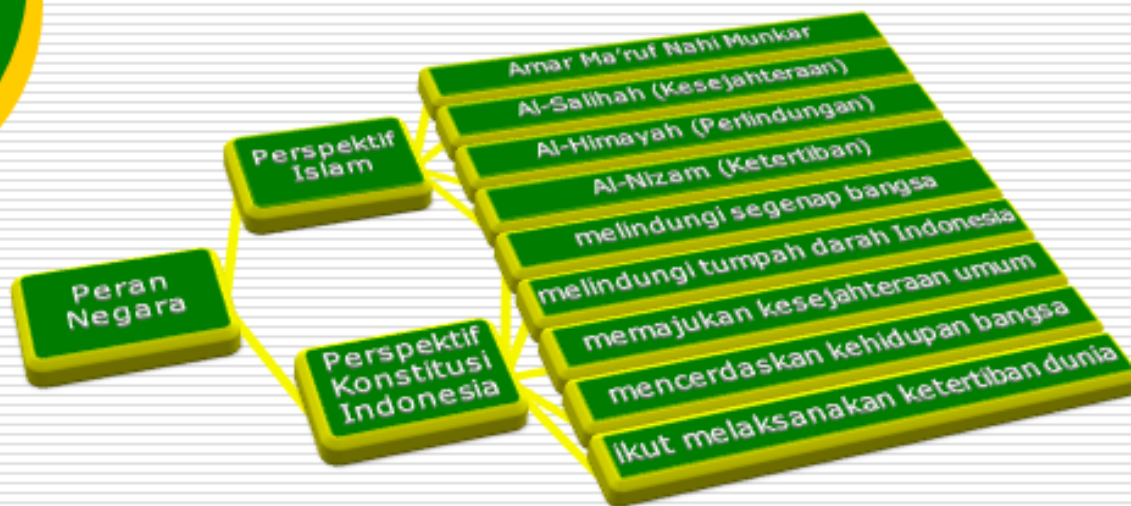 Peran
Negara
Perspektif
Islam
Amar Ma'ruf Nahi Munkar
Al-Salihah (Kesejahteraan)
Al-Himayah (Perlindungan)
Al-Nizam (Ketertiban)
Perspektif
Konstitusi
Indonesia
melindungi segenap bangsa
melindungi tumpah darah Indonesia
memajukan kesejahteraan umum
mencerdaskan kehidupan bangsa
ikut melaksanakan ketertiban dunia